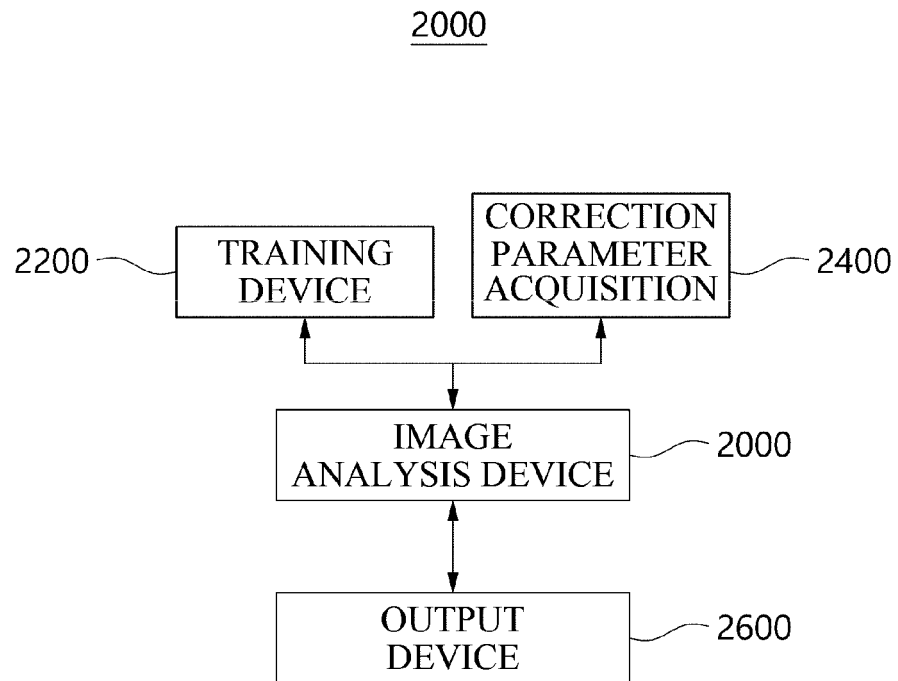 2000
2200
TRAINING
DEVICE
CORRECTION
PARAMETER
ACQUISITION
2400
IMAGE
ANALYSIS DEVICE
2000
OUTPUT
DEVICE
2600